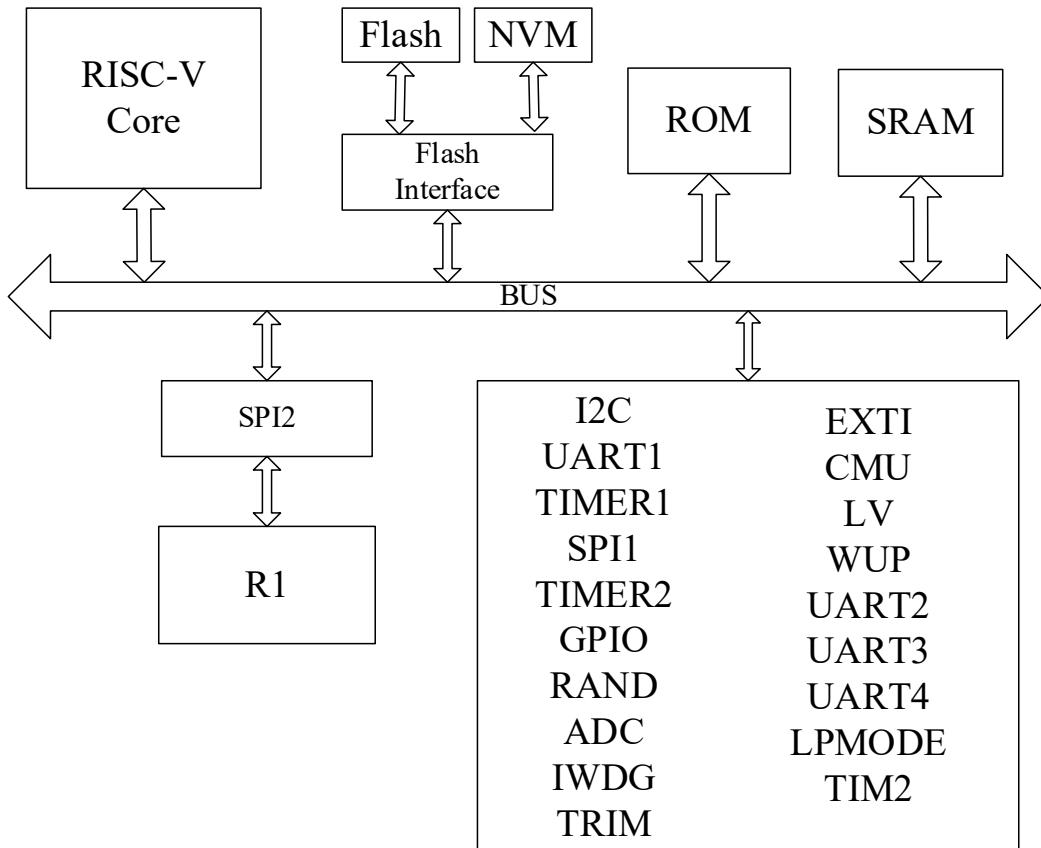 RISC-V
Core
Flash
NVM
Flash
Interface
ROM
SRAM
BUS
SPI2
R1
I2C
UART1
TIMER1
SPI1
TIMER2
GPIO
RAND
ADC
IWDG
TRIM
EXTI
CMU
LV
WUP
UART2
UART3
UART4
LPMODE
TIM2